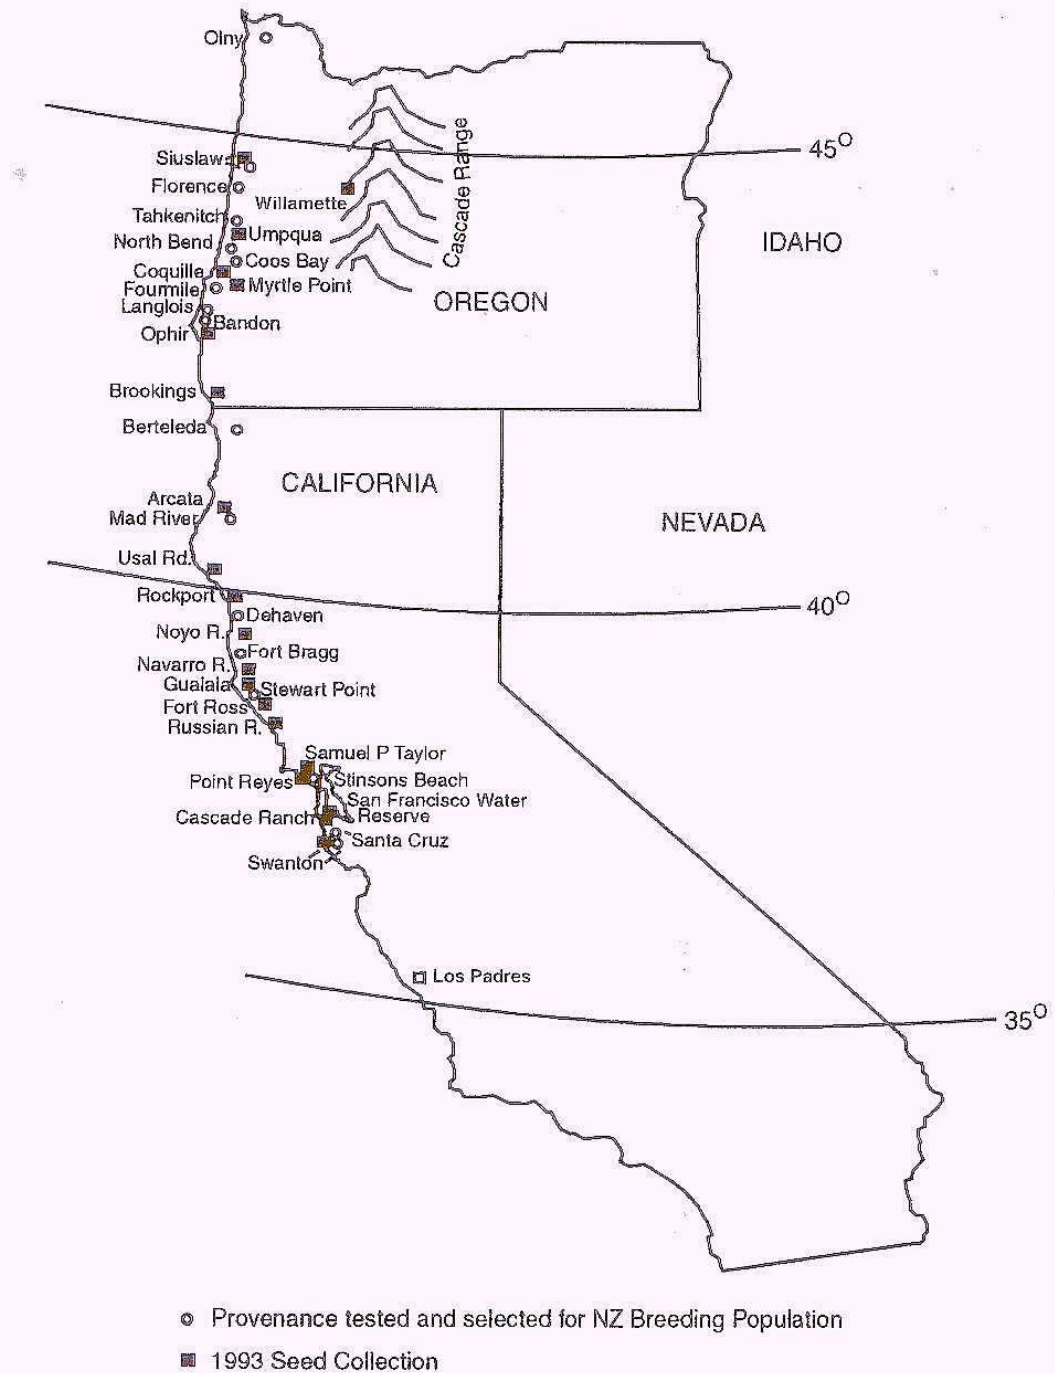 Olny
45°
Cascade Range
Siuslaw
Florence
Willamette
Tahkenitch
Umpqua
North Bend
IDAHO
Coos Bay
Coquille
Fourmile
Myrtle Point
Langlois
OREGON
Bandon
Ophir
Brookings
Berteleda
CALIFORNIA
Arcata
Mad River
NEVADA
Usal Rd.
Rockport
40°
Dehaven
Noyo R.
Fort Bragg
Navarro R.
Gualala
Stewart Point
Fort Ross
Russian R.
Samuel P Taylor
Point Reyes
Stinsons Beach
San Francisco Water
Reserve
Cascade Ranch
Santa Cruz
Swanton
Los Padres
35°
Provenance tested and selected for NZ Breeding Population
1993 Seed Collection